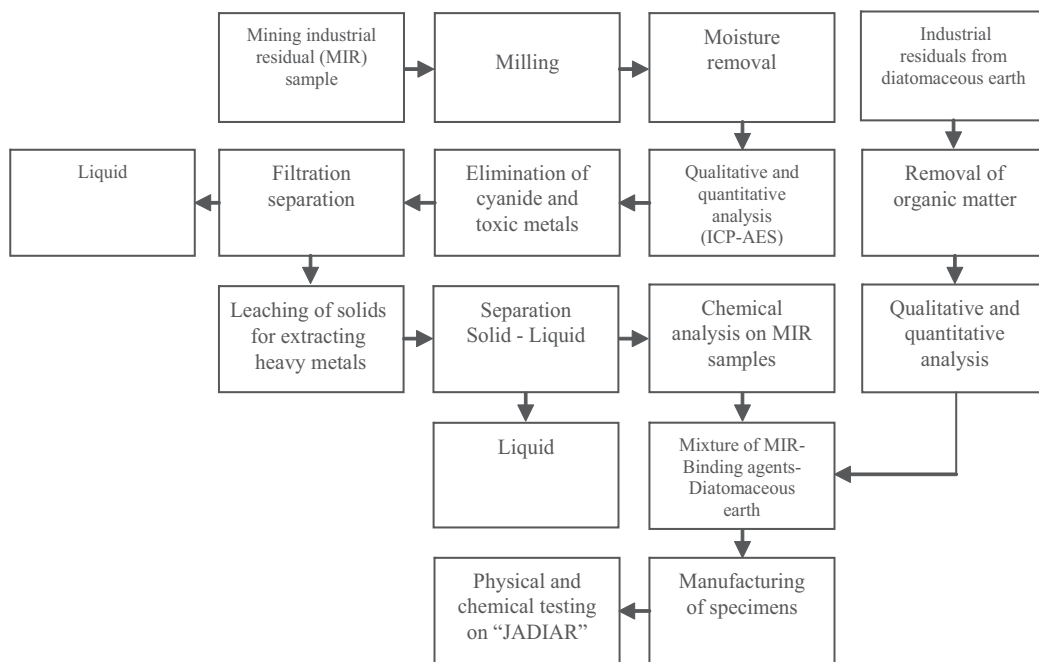 Mining industrial
residual (MIR)
sample
Milling
Moisture
removal
Industrial
residuals from
diatomaceous earth
Liquid
Filtration
separation
Elimination of
cyanide and
toxic metals
Qualitative and
quantitative
analysis
(ICP-AES)
Removal of
organic matter
Leaching of solids
for extracting
heavy metals
Separation
Solid - Liquid
Chemical
analysis on MIR
samples
Qualitative and
quantitative
analysis
Liquid
Mixture of MIR-
Binding agents-
Diatomaceous
earth
Physical and
chemical testing
on “JADIAR”
Manufacturing
of specimens